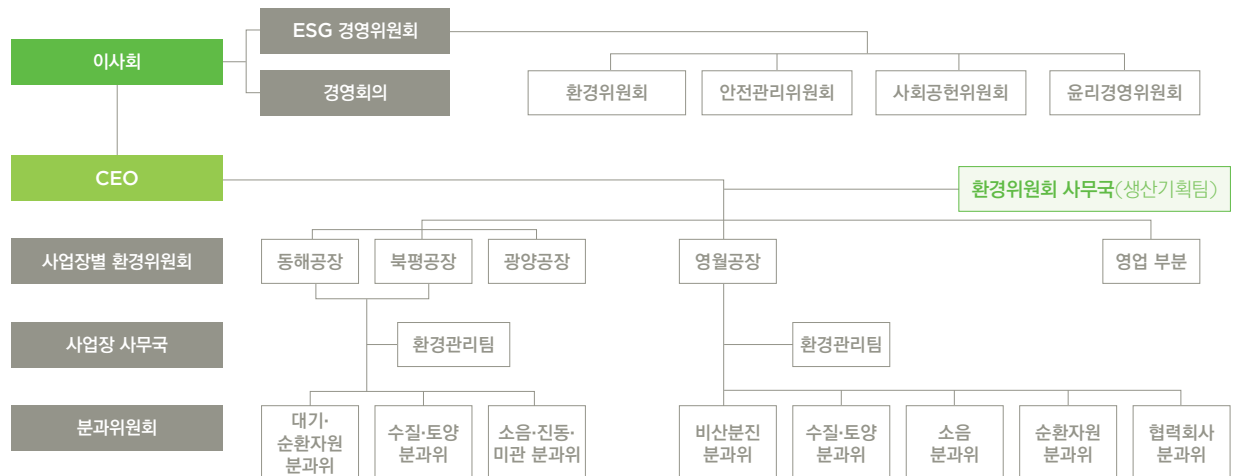 ESG 경영위원회
이사회
경영회의
환경위원회
안전관리위원회
사회공헌위원회
윤리경영위원회
CEO
환경위원회 사무국(생산기획팀)
사업장별 환경위원회
동해공장
북평공장
광양공장
영월공장
영업 부분
사업장 사무국
환경관리팀
환경관리팀
분과위원회
대기·
순환자원
분과위
수질·토양
분과위
소음·진동·
미관 분과위
비산분진
분과위
수질·토양
분과위
소음
분과위
순환자원
분과위
협력회사
분과위